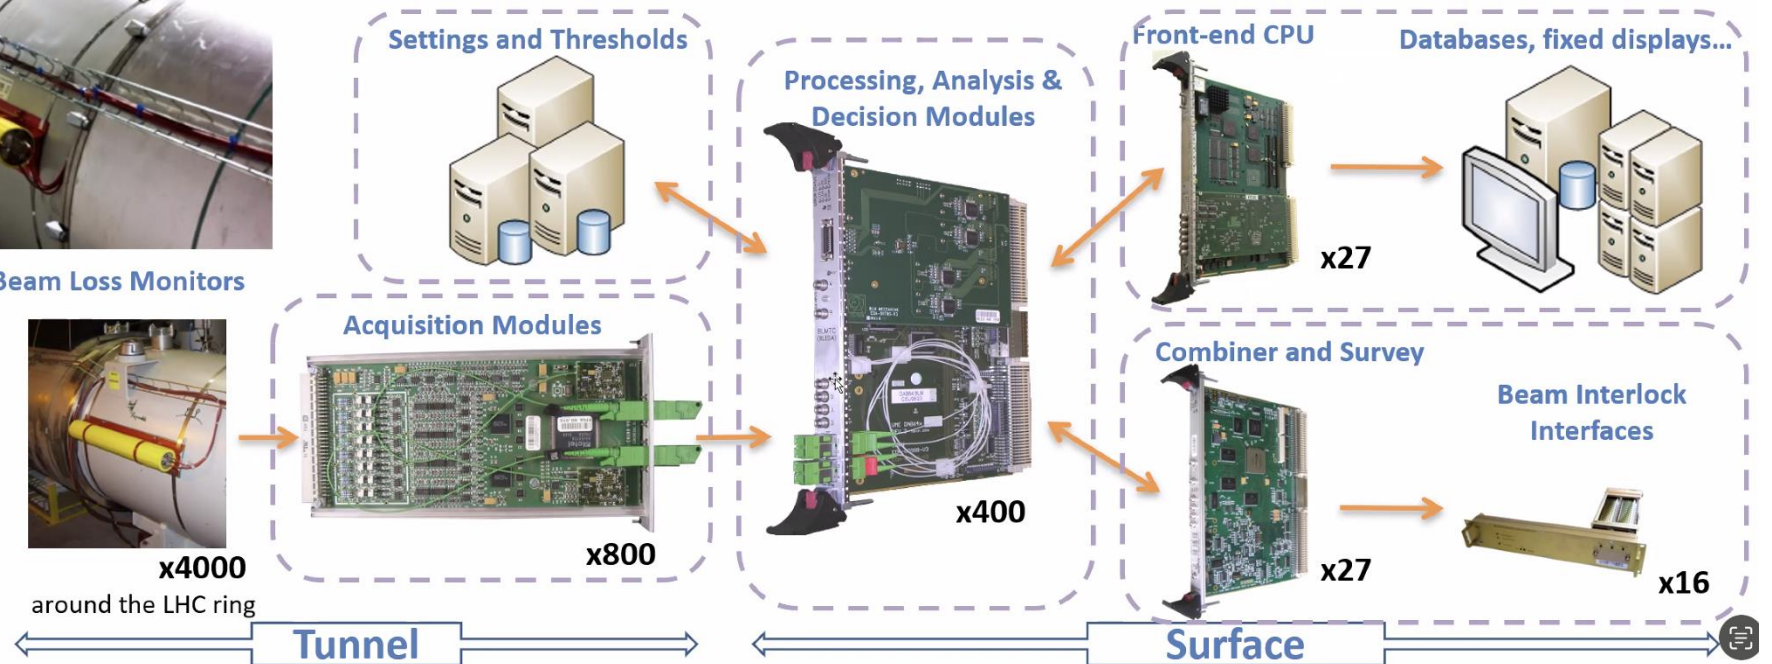 Settings and Thresholds
Front-end CPU
Databases, fixed displays...
Processing, Analysis &
Decision Modules
Beam Loss Monitors
x27
Acquisition Modules
Combiner and Survey
Beam Interlock
Interfaces
x400
x800
x4000
x27
x16
around the LHC ring
Tunnel
Surface